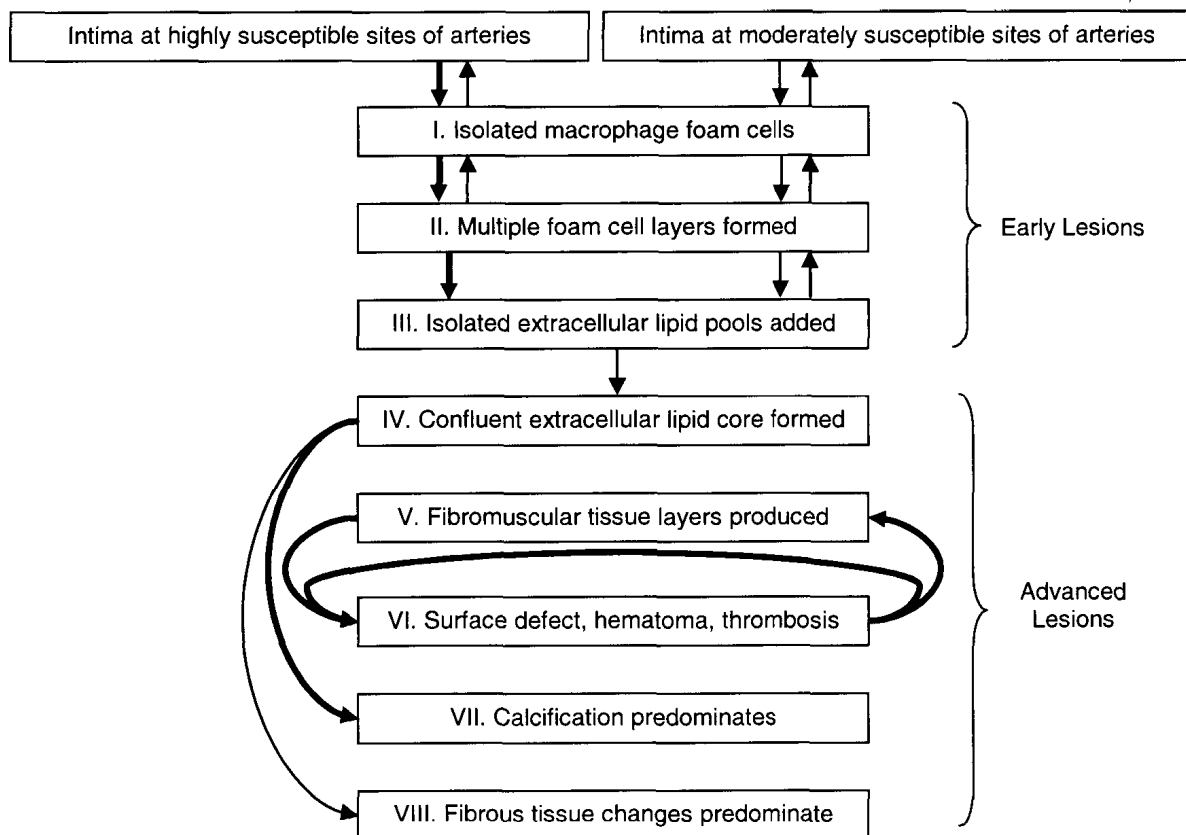 Intima at highly susceptible sites of arteries
Intima at moderately susceptible sites of arteries
I. Isolated macrophage foam cells
II. Multiple foam cell layers formed
III. Isolated extracellular lipid pools added
Early Lesions
IV. Confluent extracellular lipid core formed
V. Fibromuscular tissue layers produced
VI. Surface defect, hematoma, thrombosis
VII. Calcification predominates
VIII. Fibrous tissue changes predominate
Advanced
Lesions